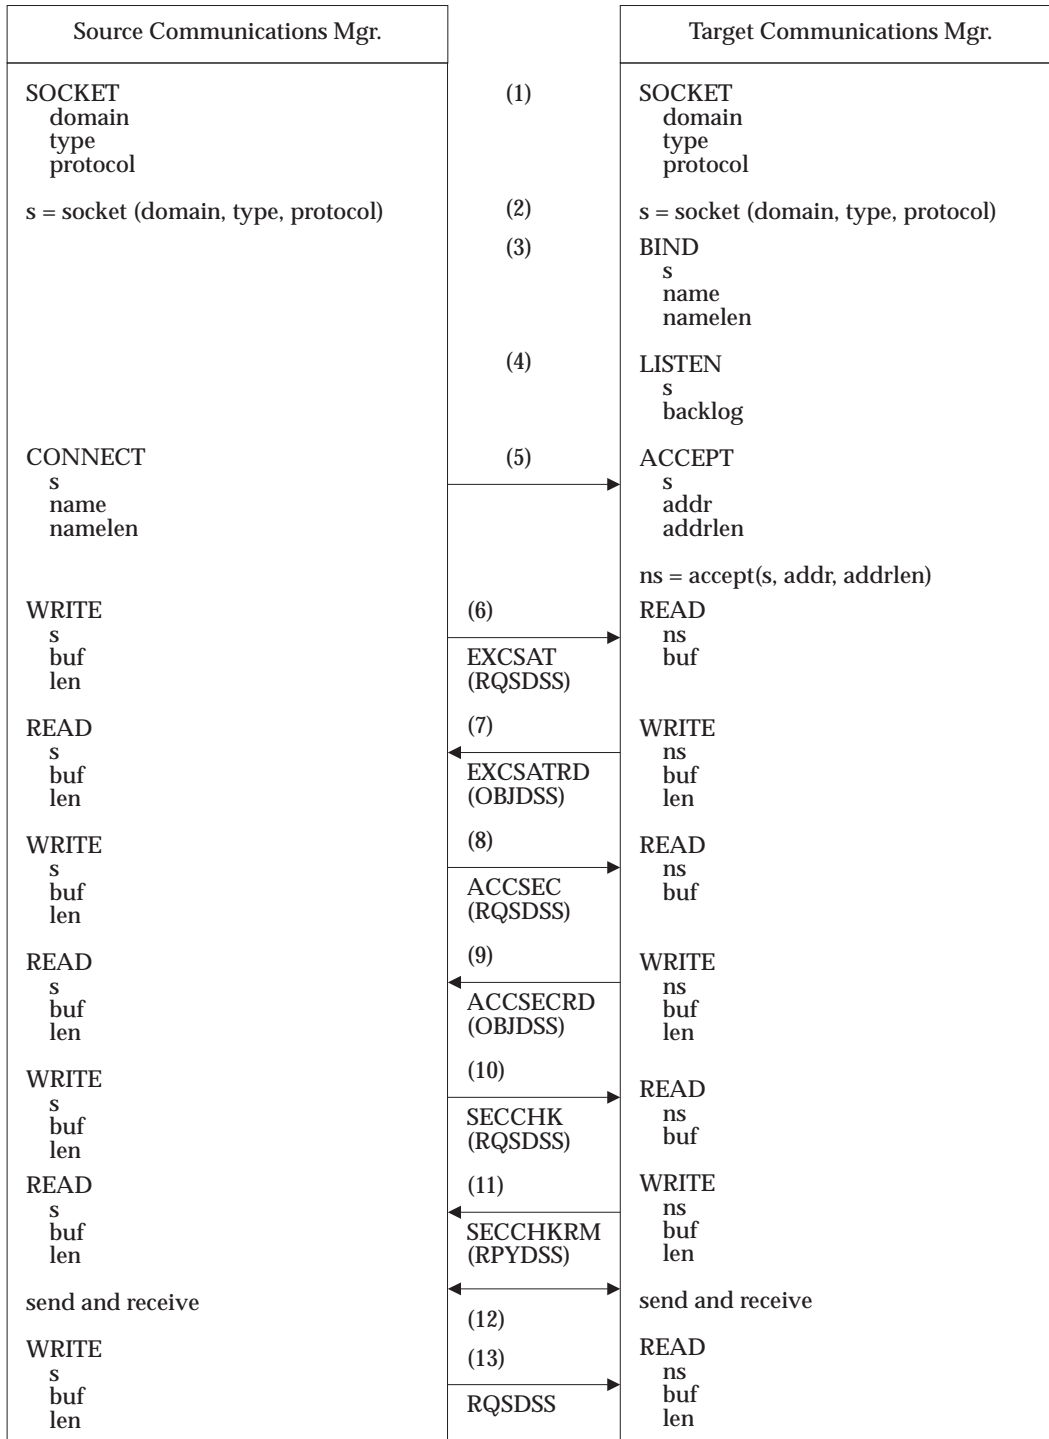 Source Communications Mgr.
Target Communications Mgr.
SOCKET
domain
type
protocol
(1)
SOCKET
domain
type
protocol
s = socket (domain, type, protocol)
(2)
s = socket (domain, type, protocol)
(3)
BIND
s
name
namelen
(4)
LISTEN
s
backlog
CONNECT
s
name
namelen
(5)
ACCEPT
s
addr
addrlen
ns = accept(s, addr, addrlen)
WRITE
s
buf
len
(6)
EXCSAT
(RQSDSS)
READ
ns
buf
READ
s
buf
len
(7)
EXCSATRD
(OBJDSS)
WRITE
ns
buf
len
WRITE
s
buf
len
(8)
ACCSEC
(RQSDSS)
READ
ns
buf
READ
s
buf
len
(9)
ACCSECRD
(OBJDSS)
WRITE
ns
buf
len
WRITE
s
buf
len
(10)
SECCHK
(RQSDSS)
READ
ns
buf
READ
s
buf
len
(11)
SECCHKRM
(RPYDSS)
WRITE
ns
buf
len
send and receive
(12)
send and receive
WRITE
s
buf
len
(13)
RQSDSS
READ
ns
buf
len